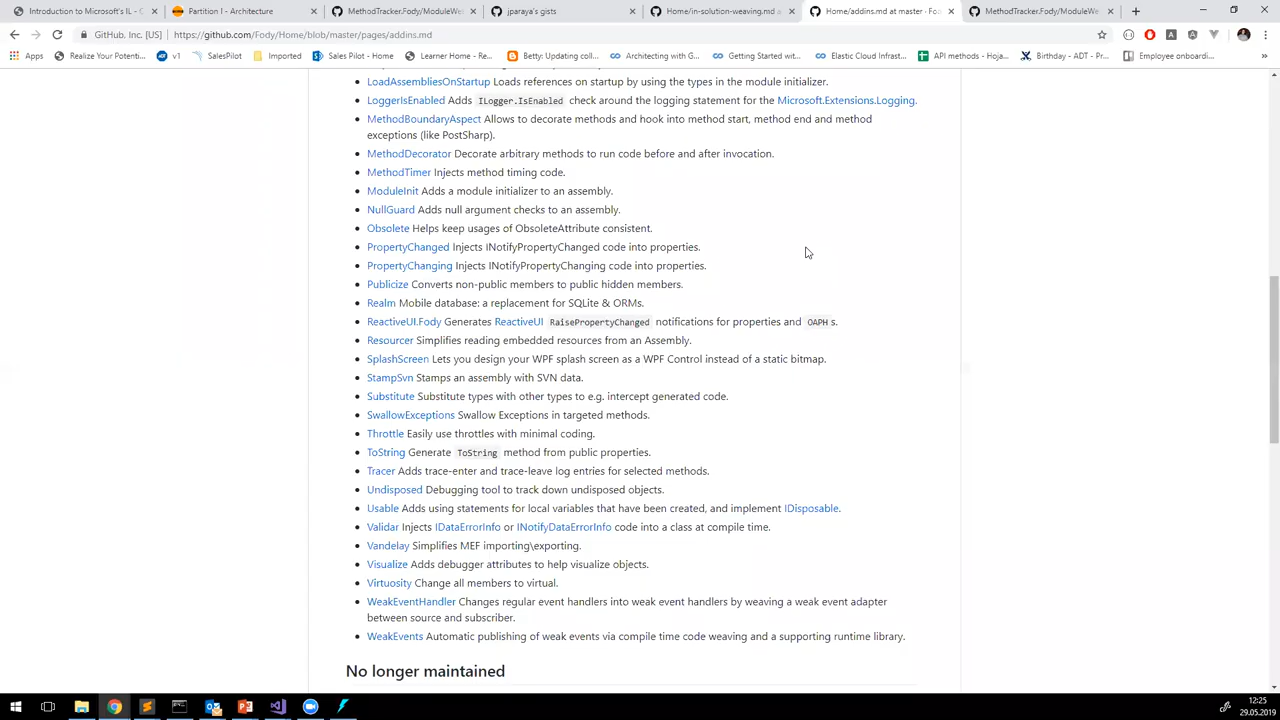 Introduction to Microsoft's IL - C
Partition I - Architecture
MethodTracker.Fody/ModuleWe
jparaya's gists
Home/in-solution-weaving.md a
Home/addins.md at master · Fo
MethodTracker.Fody/ModuleWe
GitHub, Inc. [US] | https://github.com/Fody/Home/blob/master/pages/addins.md
Apps
Realize Your Potenti...
v1
SalesPilot
Imported
Sales Pilot - Home
Learner Home - Re...
Betty: Updating coll...
Architecting with G...
Getting Started wit...
Elastic Cloud Infrast...
API methods - Hoja...
Birthday - ADT - Pr...
Employee onboardin...
LoadAssembliesOnStartup Loads references on startup by using the types in the module initializer.
LoggerIsEnabled Adds ILogger.IsEnabled check around the logging statement for the Microsoft.Extensions.Logging.
MethodBoundaryAspect Allows to decorate methods and hook into method start, method end and method
exceptions (like PostSharp).
MethodDecorator Decorate arbitrary methods to run code before and after invocation.
MethodTimer Injects method timing code.
ModuleInit Adds a module initializer to an assembly.
NullGuard Adds null argument checks to an assembly.
Obsolete Helps keep usages of ObsoleteAttribute consistent.
PropertyChanged Injects INotifyPropertyChanged code into properties.
PropertyChanging Injects INotifyPropertyChanging code into properties.
Publicize Converts non-public members to public hidden members.
Realm Mobile database: a replacement for SQLite & ORMs.
ReactiveUI.Fody Generates ReactiveUI RaisePropertyChanged notifications for properties and OAPH s.
Resourcer Simplifies reading embedded resources from an Assembly.
SplashScreen Lets you design your WPF splash screen as a WPF Control instead of a static bitmap.
StampSvn Stamps an assembly with SVN data.
Substitute Substitute types with other types to e.g. intercept generated code.
SwallowExceptions Swallow Exceptions in targeted methods.
Throttle Easily use throttles with minimal coding.
ToString Generate ToString method from public properties.
Tracer Adds trace-enter and trace-leave log entries for selected methods.
Undisposed Debugging tool to track down undisposed objects.
Usable Adds using statements for local variables that have been created, and implement IDisposable.
Validar Injects IDataErrorInfo or INotifyDataErrorInfo code into a class at compile time.
Vandelay Simplifies MEF importing\exporting.
Visualize Adds debugger attributes to help visualize objects.
Virtuosity Change all members to virtual.
WeakEventHandler Changes regular event handlers into weak event handlers by weaving a weak event adapter
between source and subscriber.
WeakEvents Automatic publishing of weak events via compile time code weaving and a supporting runtime library.
No longer maintained
12:25
29.05.2019